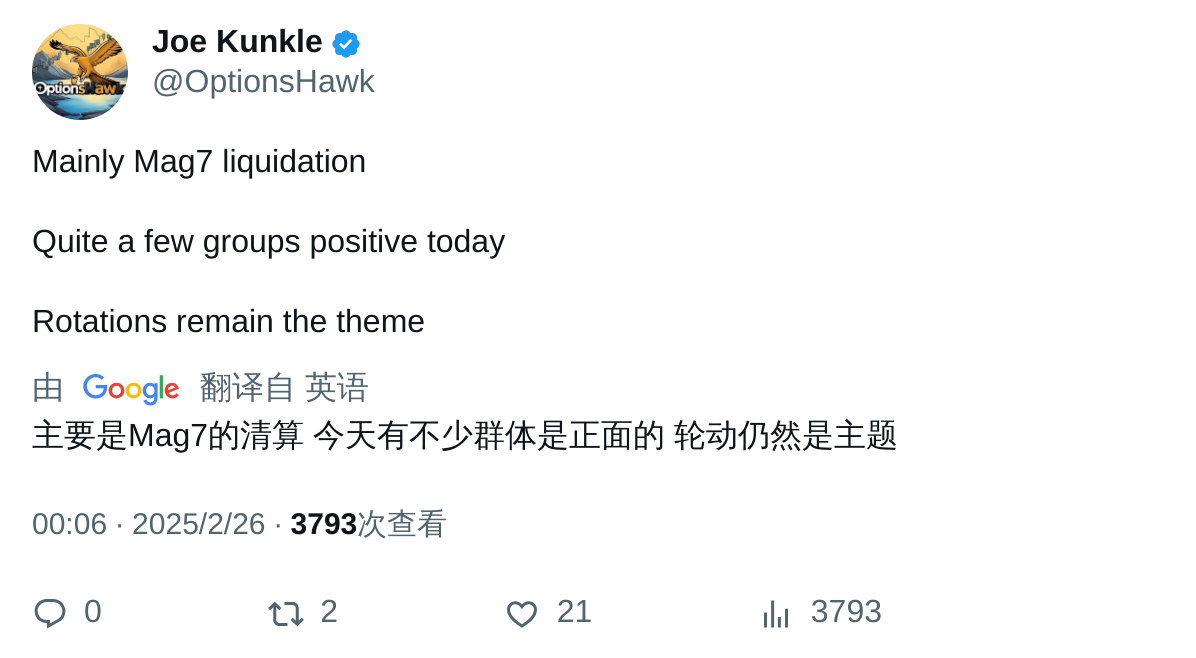 Joe Kunkle
@OptionsHawk
OptionsHawk
Mainly Mag7 liquidation
Quite a few groups positive today
Rotations remain the theme
由 Google 翻译自 英语
主要是Mag7的清算 今天有不少群体是正面的 轮动仍然是主题
00:06 · 2025/2/26 · 3793次查看
0 2 21 3793